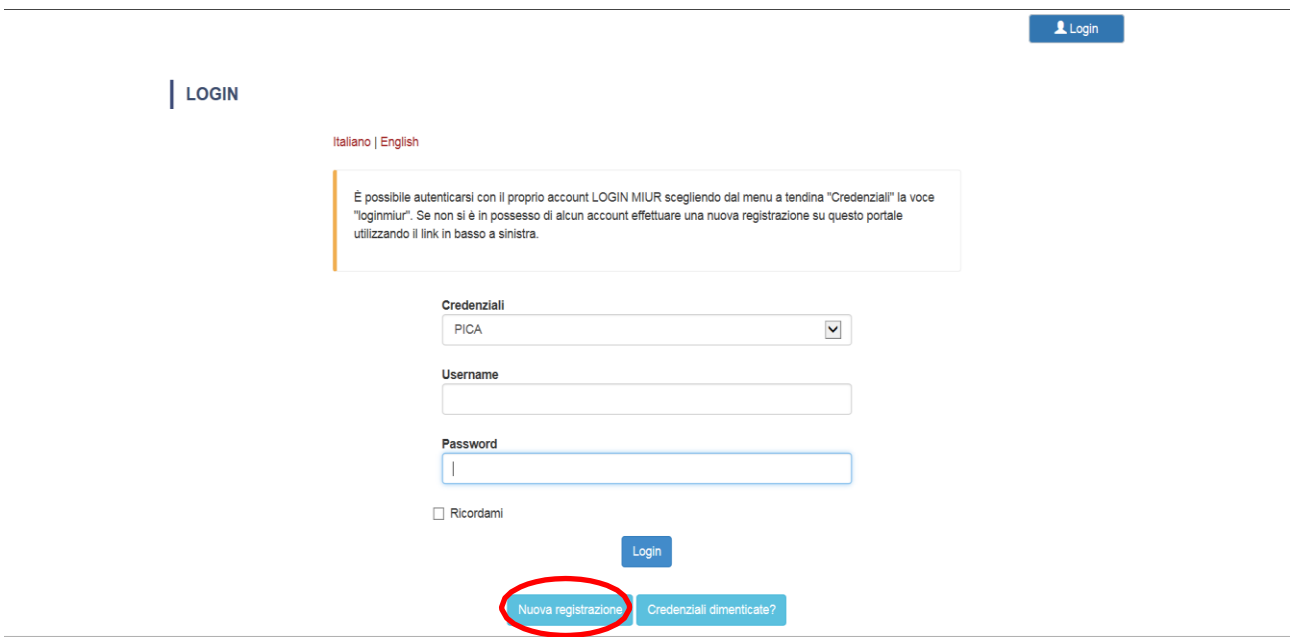 Login
LOGIN
Italiano | English
È possibile autenticarsi con il proprio account LOGIN MIUR scegliendo dal menu a tendina "Credenziali" la voce
"loginmiur". Se non si è in possesso di alcun account effettuare una nuova registrazione su questo portale
utilizzando il link in basso a sinistra.
Credenziali
PICA
Username
Password
Ricordami
Login
Nuova registrazione
Credenziali dimenticate?